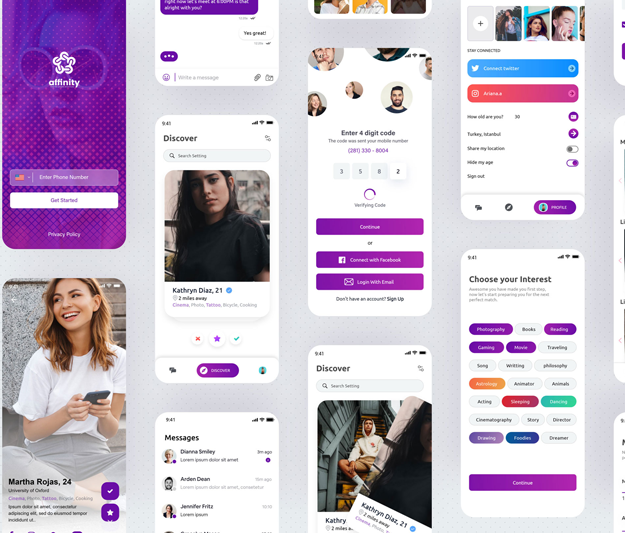 affinity
Enter Phone Number
Get Started
Privacy Policy
Martha Rojas, 24
University of Oxford
Cinema, Photo, Tattoo, Bicycle, Cooking
Ipsum dolor sit amet, consectetur
adipiscing elit, sed do eiusmod tempor
incididunt ut.
right now let's meet at 6:00PM is that
alright with you?
Yes great!
Write a message
9:41
Discover
Search Setting
Kathryn Diaz, 21
2 miles away
Cinema, Photo, Tattoo, Bicycle, Cooking
DISCOVER
9:41
Messages
Dianna Smiley
3m ago
Lorem ipsum dolor sit amet
Arden Dean
Lorem ipsum dolor sit amet, consectetur
Jennifer Fritz
Lorem ipsum
Enter 4 digit code
The code was sent your mobile number
(281) 330 - 8004
3 5 8 2
Verifying Code
Continue
or
Connect with Facebook
Login With Email
Don't have an account? Sign Up
9:41
Discover
Search Setting
Kathryn Diaz, 21
2 miles away
Kathry
2 miles
Cinema, Pho
STAY CONNECTED
Connect twitter
Ariana.a
How old are you? 30
Turkey, Istanbul
Share my location
Hide my age
Sign out
PROFILE
9:41
Choose your Interest
Awesome you have made you first step,
now let's start preparing you for the next
perfect match.
Photography Books Reading
Gaming Movie Traveling
Song Writting philosophy
Astrology Animator Animals
Acting Sleeping Dancing
Cinematography Story Director
Drawing Foodies Dreamer
Continue